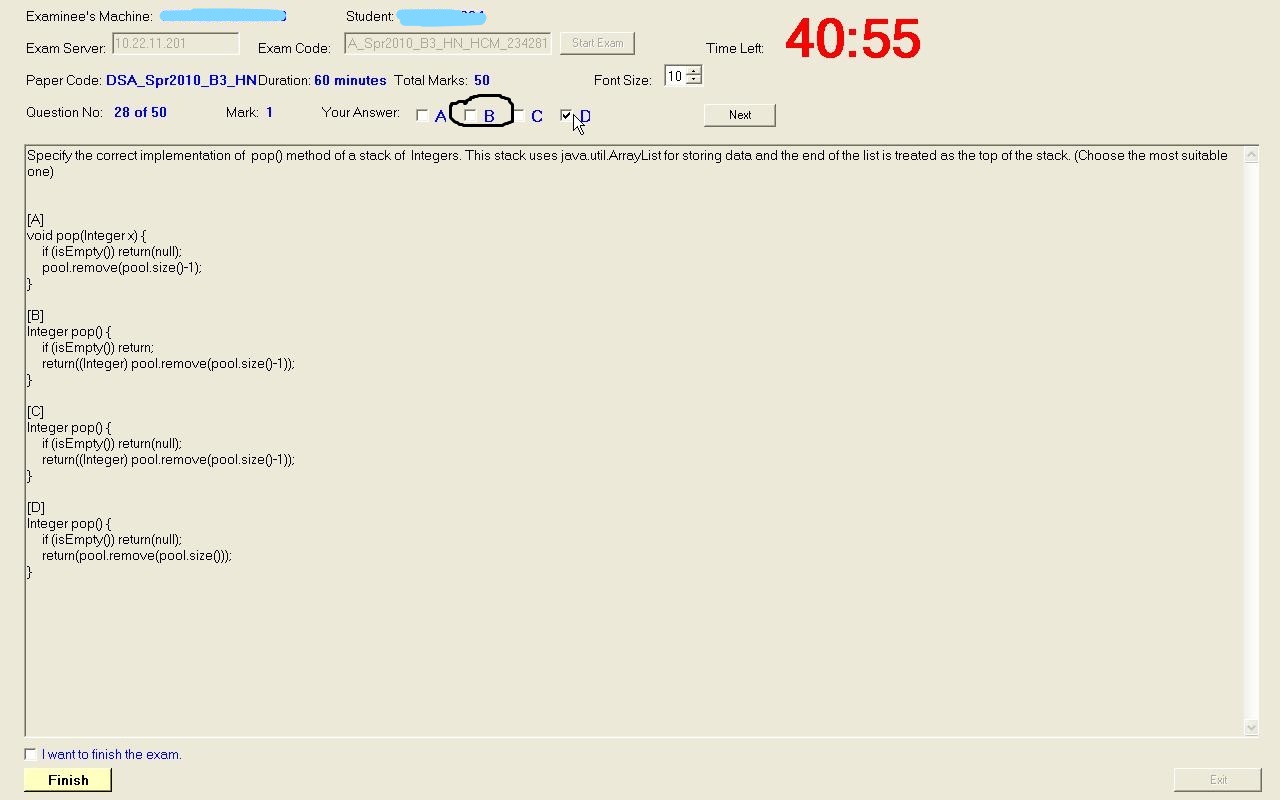 Examinee's Machine: Student:
Exam Server: 10.22.11.201 Exam Code: A_Spr2010_B3_HN_HCM_234281 Start Exam Time Left: 40:55
Paper Code: DSA_Spr2010_B3_HN Duration: 60 minutes Total Marks: 50 Font Size: 10
Question No: 28 of 50 Mark: 1 Your Answer: A B C D Next
Specify the correct implementation of pop() method of a stack of Integers. This stack uses java.util.ArrayList for storing data and the end of the list is treated as the top of the stack. (Choose the most suitable
one)
[A]
void pop(Integer x) {
if (isEmpty()) return(null);
pool.remove(pool.size()-1);
}
[B]
Integer pop() {
if (isEmpty()) return;
return((Integer) pool.remove(pool.size()-1));
}
[C]
Integer pop() {
if (isEmpty()) return(null);
return((Integer) pool.remove(pool.size()-1));
}
[D]
Integer pop() {
if (isEmpty()) return(null);
return(pool.remove(pool.size()));
}
I want to finish the exam.
Finish Exit